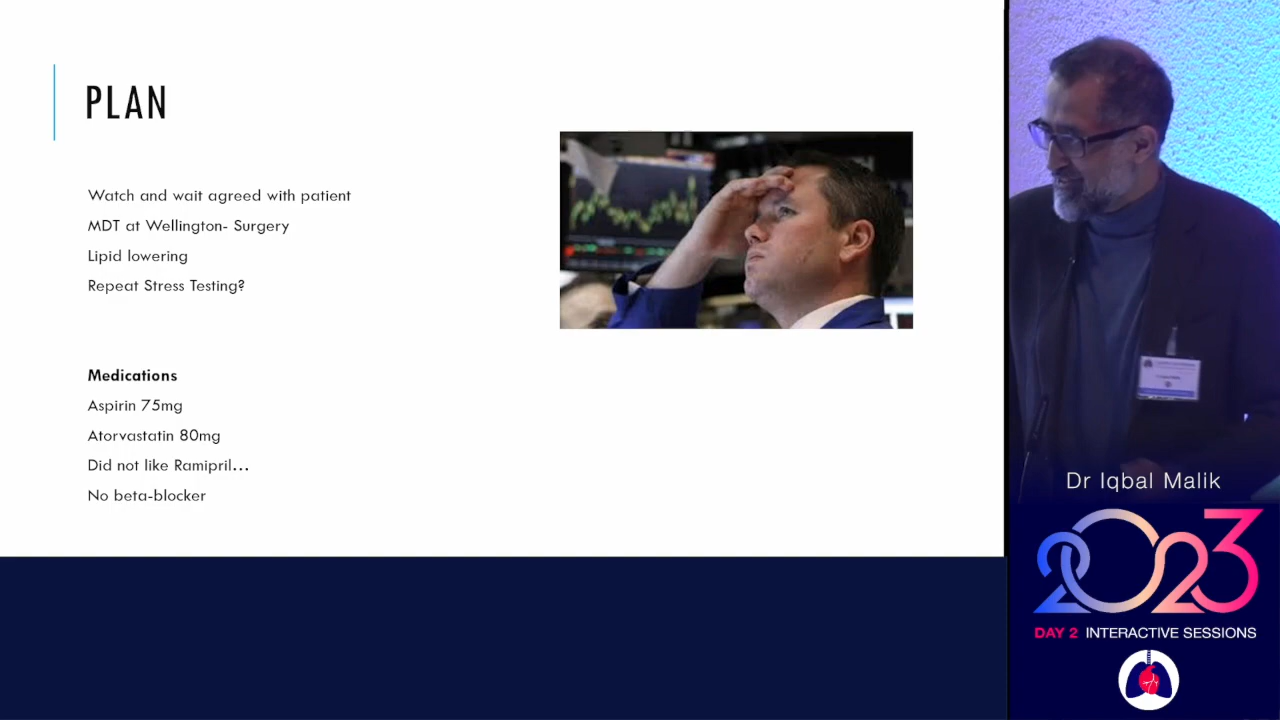 PLAN
Watch and wait agreed with patient
MDT at Wellington- Surgery
Lipid lowering
Repeat Stress Testing?
Medications
Aspirin 75mg
Atorvastatin 80mg
Did not like Ramipril...
No beta-blocker
Dr Iqbal Malik
2023
DAY 2 INTERACTIVE SESSIONS